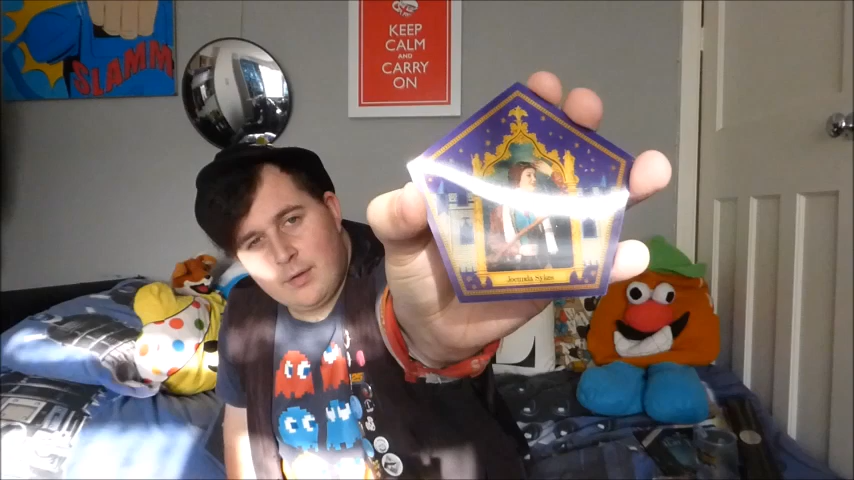 SLAMM
KEEP
CALM
AND
CARRY
ON
Jocunda Sykes